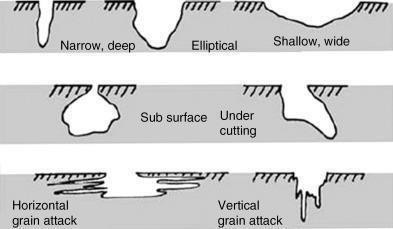 Narrow, deep
Elliptical
Shallow, wide
Sub surface
Under
cutting
Horizontal
grain attack
Vertical
grain attack